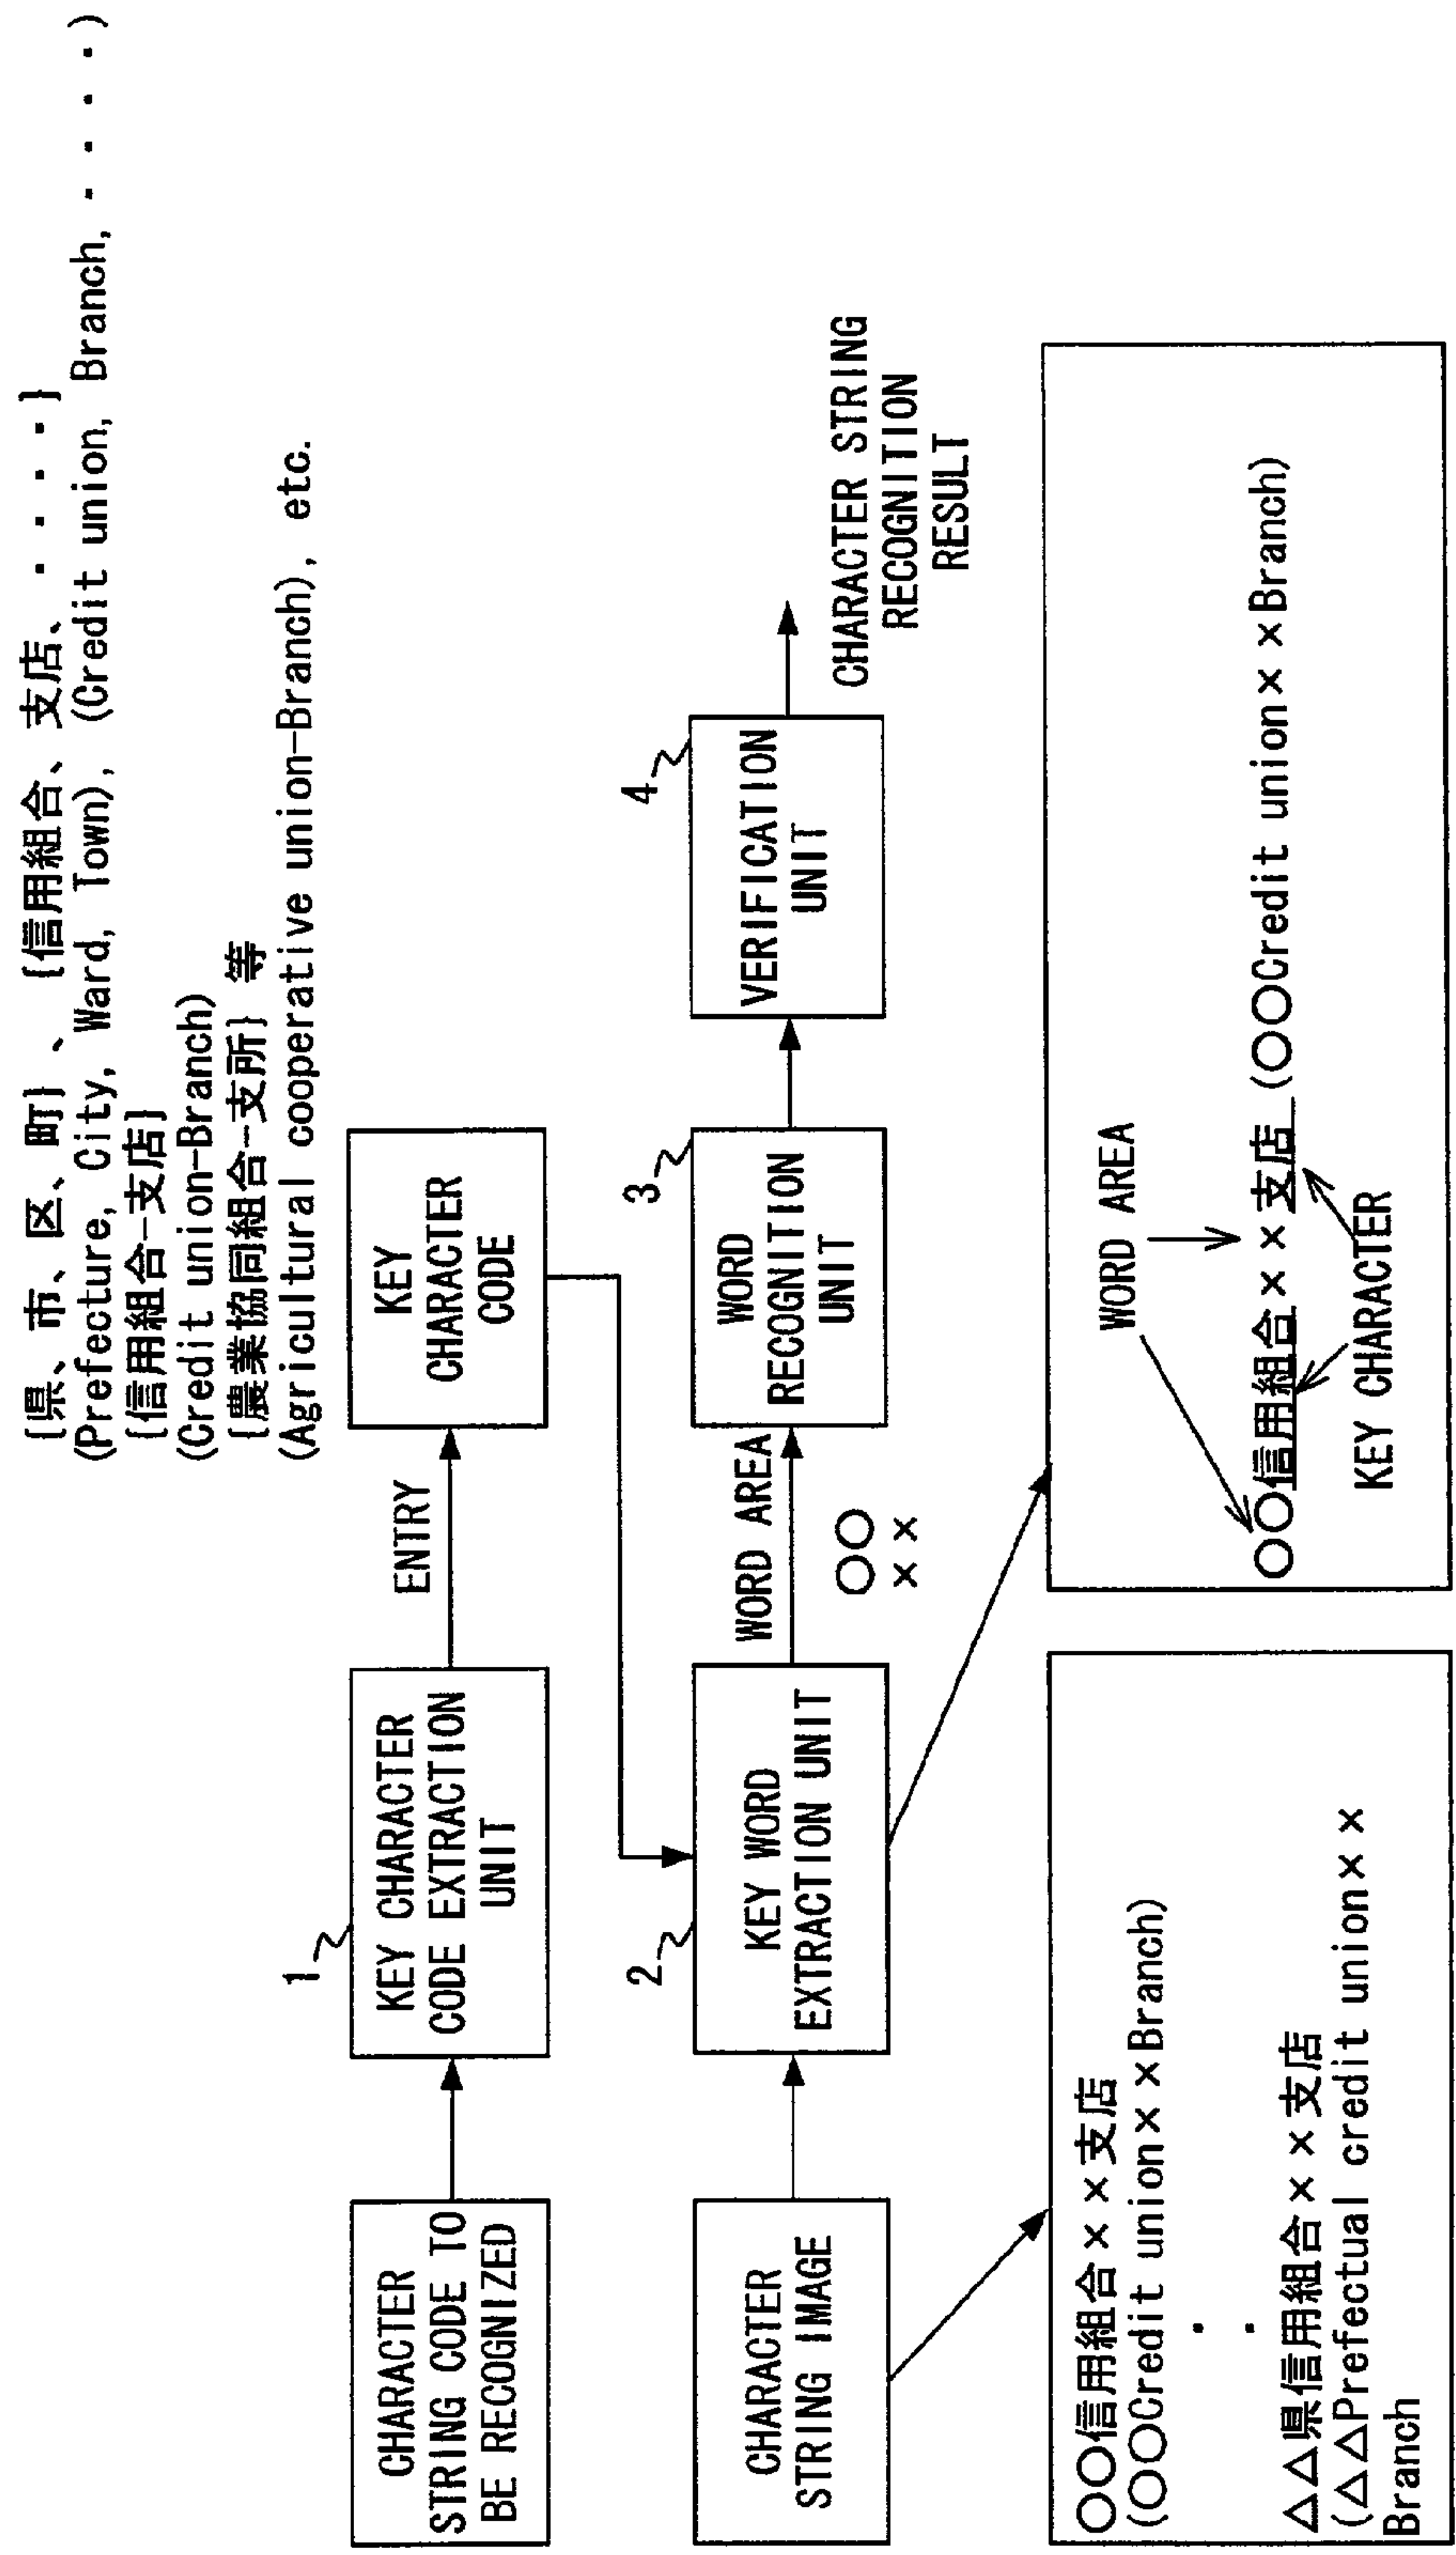 {県、市、区、町}、{信用組合、支店、・・・・}
(Prefecture, City, Ward, Town), (Credit union, Branch, ・・・・)
{信用組合-支店}
(Credit union-Branch)
{農業協同組合-支所} 等
(Agricultural cooperative union-Branch), etc.
CHARACTER
STRING CODE TO
BE RECOGNIZED
1
KEY CHARACTER
CODE EXTRACTION
UNIT
ENTRY
KEY
CHARACTER
CODE
CHARACTER
STRING IMAGE
2
KEY WORD
EXTRACTION UNIT
WORD AREA
○○
××
3
WORD
RECOGNITION
UNIT
4
VERIFICATION
UNIT
CHARACTER STRING
RECOGNITION
RESULT
○○信用組合××支店
(○○Credit union××Branch)
・
・
△△県信用組合××支店
(△△Prefectual credit union××
Branch
WORD AREA
○○信用組合××支店 (○○Credit union××Branch)
KEY CHARACTER